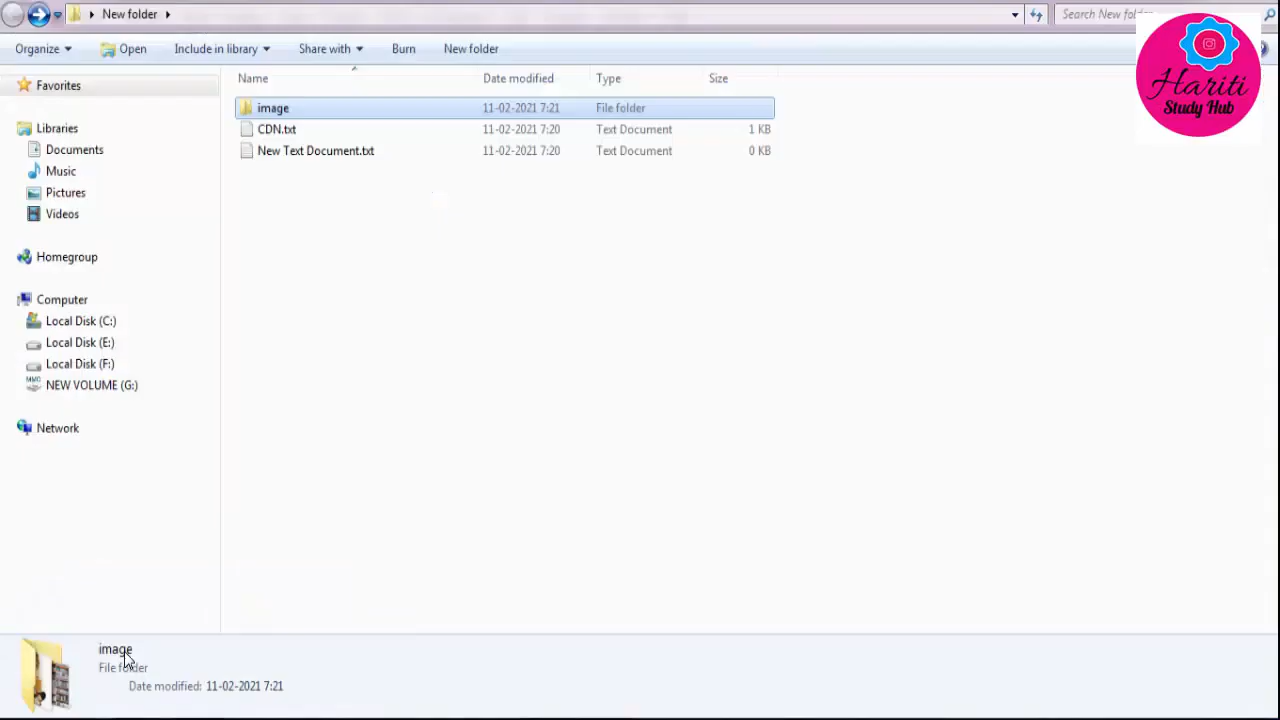 New folder
Search New folder
Organize
Open
Include in library
Share with
Burn
New folder
Hariti
Study Hub
Name
Date modified
Type
Size
Favorites
image
11-02-2021 7:21
File folder
CDN.txt
11-02-2021 7:20
Text Document
1 KB
New Text Document.txt
11-02-2021 7:20
Text Document
0 KB
Libraries
Documents
Music
Pictures
Videos
Homegroup
Computer
Local Disk (C:)
Local Disk (E:)
Local Disk (F:)
NEW VOLUME (G:)
Network
image
File folder
Date modified: 11-02-2021 7:21